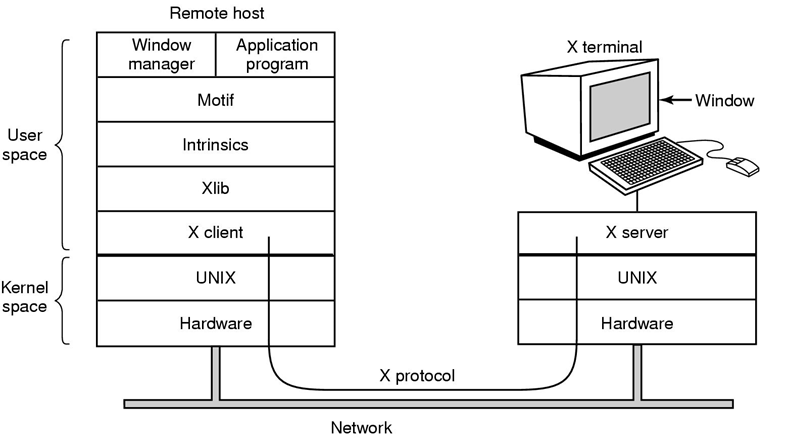 Remote host
Window
manager
Application
program
Motif
Intrinsics
Xlib
X client
UNIX
Hardware
User
space
Kernel
space
X terminal
Window
X server
UNIX
Hardware
X protocol
Network